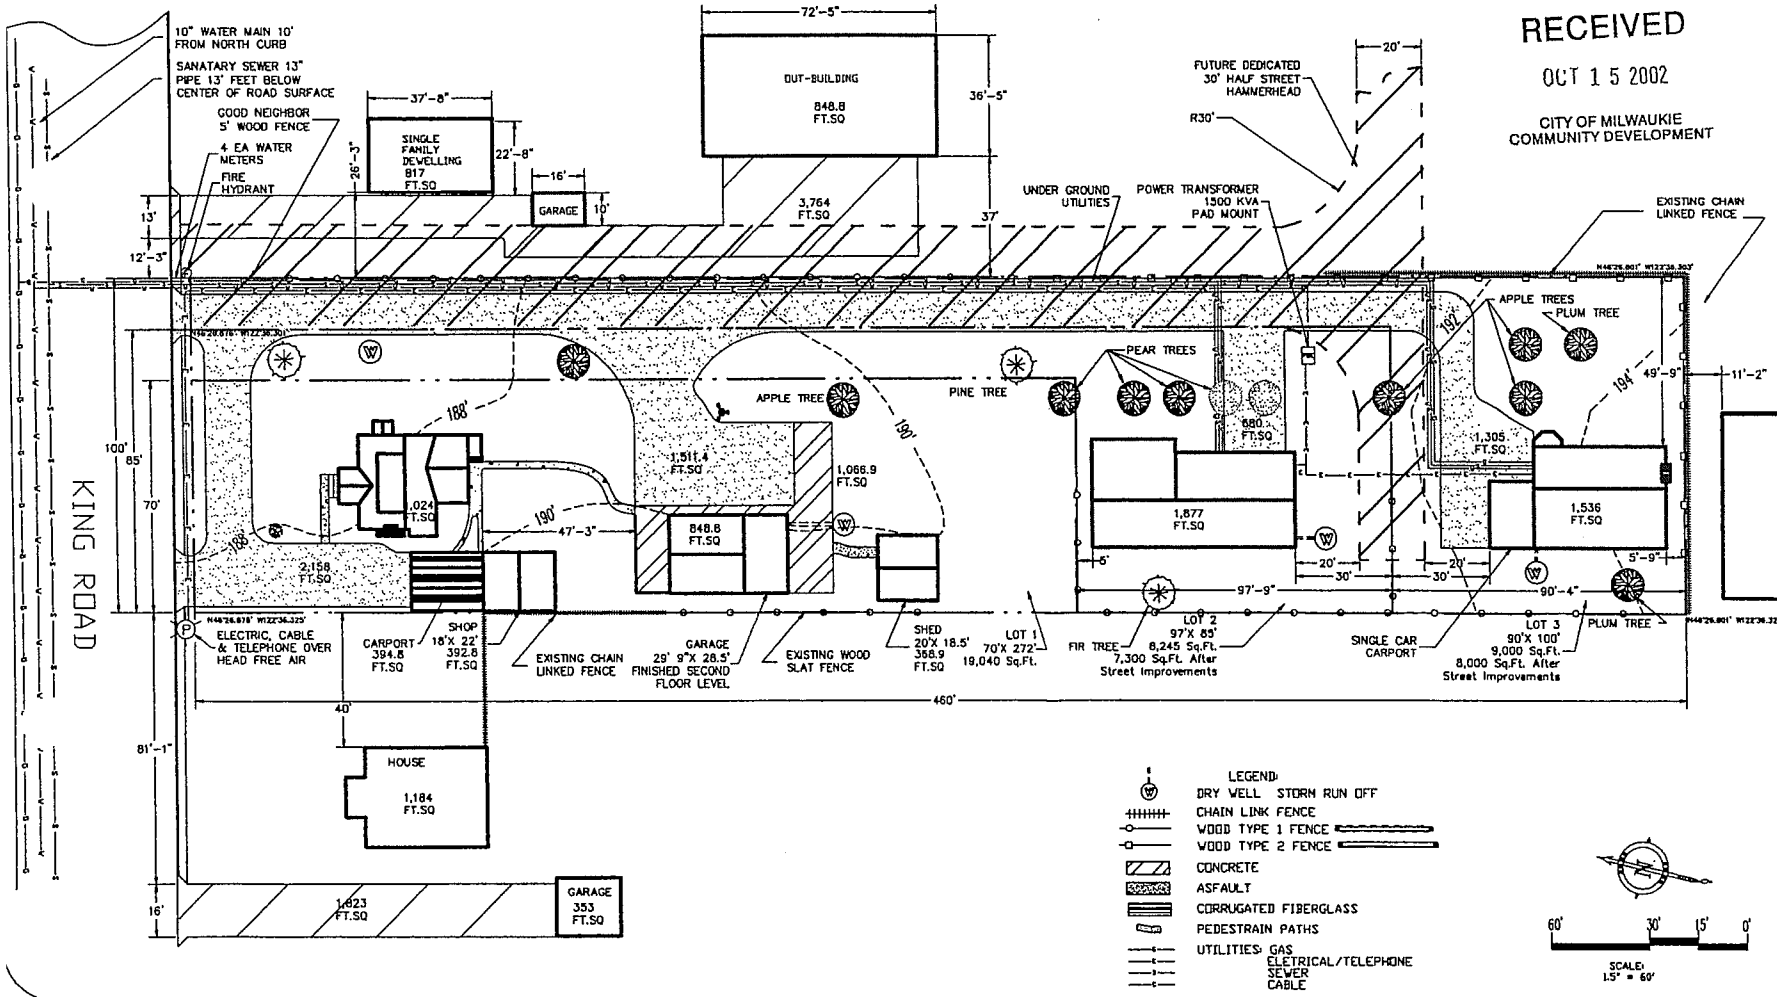 10" WATER MAIN 10'
FROM NORTH CURB
SANATARY SEWER 13"
PIPE 13' FEET BELOW
CENTER OF ROAD SURFACE
GOOD NEIGHBOR
5' WOOD FENCE
4 EA WATER
METERS
FIRE
HYDRANT
37'-8"
SINGLE
FAMILY
DEWELLING
817
FT.SQ
22'-8"
26'-3"
16'
GARAGE
10'
13'
12'-3"
72'-5"
OUT-BUILDING
848.8
FT.SQ
36'-5"
3,764
FT.SQ
37'
UNDER GROUND
UTILITIES
POWER TRANSFORMER
1500 KVA
PAD MOUNT
FUTURE DEDICATED
30' HALF STREET
HAMMERHEAD
R30'
20'
RECEIVED
OCT 15 2002
CITY OF MILWAUKIE
COMMUNITY DEVELOPMENT
EXISTING CHAIN
LINKED FENCE
APPLE TREES
PLUM TREE
192'
194'
49'-9"
11'-2"
PEAR TREES
PINE TREE
APPLE TREE
188'
190'
100'
85'
70'
KING ROAD
1,024
FT.SQ
188'
190'
47'-3"
1,511.4
FT.SQ
1,066.9
FT.SQ
848.8
FT.SQ
680
FT.SQ
1,305
FT.SQ
1,877
FT.SQ
1,536
FT.SQ
2,158
FT.SQ
5'
20'
30'
20'
30'
5'-9"
97'-9"
90'-4"
P
ELECTRIC, CABLE
& TELEPHONE OVER
HEAD FREE AIR
CARPORT
394.8
FT.SQ
SHOP
18'X 22'
392.8
FT.SQ
EXISTING CHAIN
LINKED FENCE
GARAGE
29' 9"X 28.5'
FINISHED SECOND
FLOOR LEVEL
EXISTING WOOD
SLAT FENCE
SHED
20'X 18.5'
368.9
FT.SQ
LOT 1
70'X 272'
19,040 Sq.Ft.
FIR TREE
LOT 2
97'X 85'
8,245 Sq.Ft.
7,300 Sq.Ft. After
Street Improvements
SINGLE CAR
CARPORT
LOT 3
90'X 100'
9,000 Sq.Ft.
8,000 Sq.Ft. After
Street Improvements
PLUM TREE
460'
40'
81'-1"
HOUSE
1,184
FT.SQ
16'
1,823
FT.SQ
GARAGE
353
FT.SQ
LEGEND:
DRY WELL STORM RUN OFF
CHAIN LINK FENCE
WOOD TYPE 1 FENCE
WOOD TYPE 2 FENCE
CONCRETE
ASFAULT
CORRUGATED FIBERGLASS
PEDESTRAIN PATHS
UTILITIES: GAS
ELETRICAL/TELEPHONE
SEWER
CABLE
N
60' 30' 15' 0'
SCALE:
1.5" = 60'